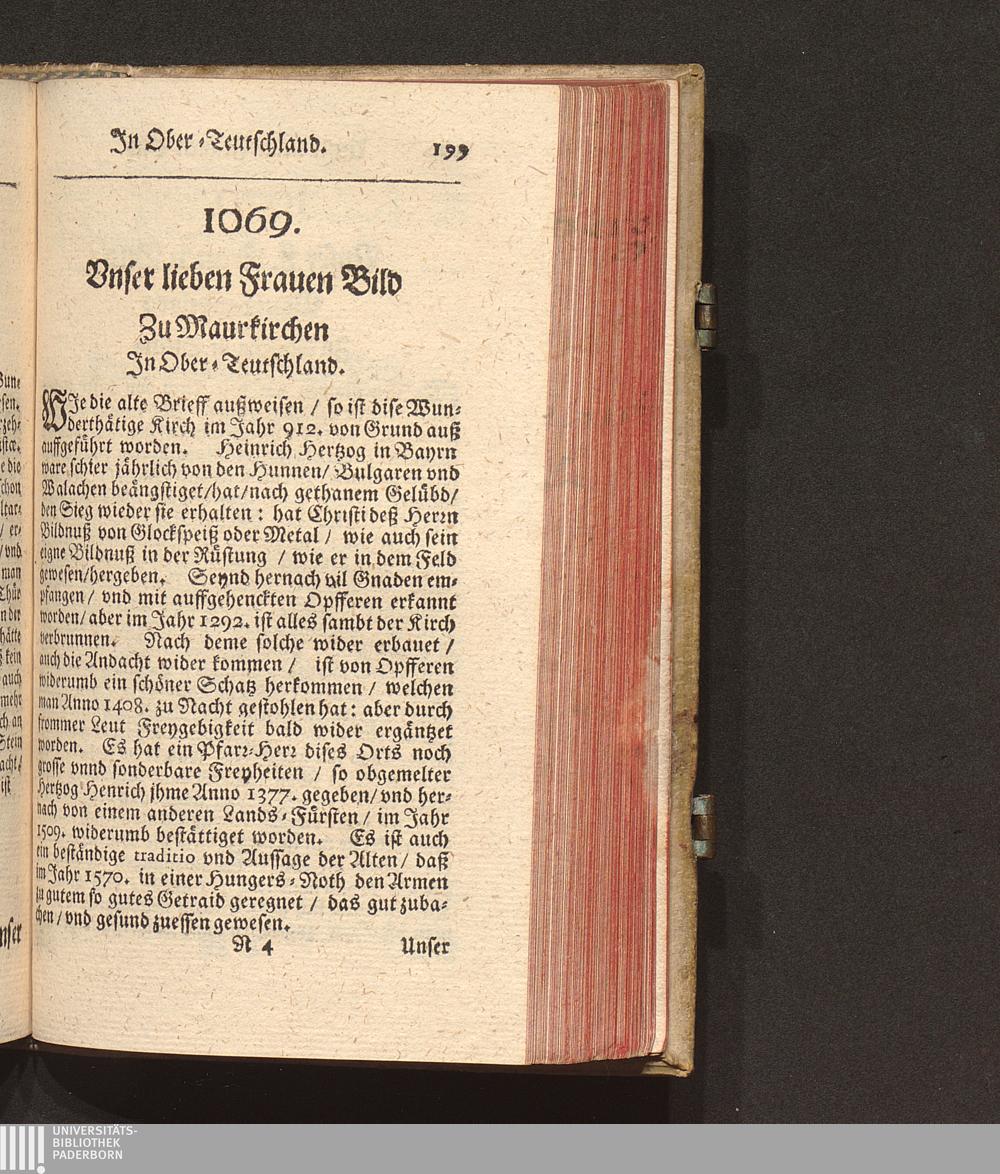 In Ober-Teutschland. 199
1069.
Vnser lieben Frauen Bild
Zu Maurkirchen
In Ober-Teutschland.
WJe die alte Brieff außweisen / so ist dise Wun-
derthätige Kirch im Jahr 912. von Grund auß
auffgeführt worden. Heinrich Hertzog in Bayrn
ware schier jährlich von den Hunnen / Bulgaren vnd
Walachen beängstiget/hat/nach gethanem Gelübd/
den Sieg wieder sie erhalten : hat Christi deß Herrn
Bildnuß von Glockspeiß oder Metal / wie auch sein
eigne Bildnuß in der Rüstung / wie er in dem Feld
gewesen/hergeben. Seynd hernach vil Gnaden em-
pfangen / vnd mit auffgehenckten Opfferen erkannt
worden/ aber im Jahr 1292. ist alles sambt der Kirch
verbrunnen. Nach deme solche wider erbauet /
auch die Andacht wider kommen / ist von Opfferen
widerumb ein schöner Schatz herkommen / welchen
man Anno 1408. zu Nacht gestohlen hat : aber durch
frommer Leut Freygebigkeit bald wider ergäntzet
worden. Es hat ein Pfarr-Herr dises Orts noch
grosse vnnd sonderbare Freyheiten / so obgemelter
Hertzog Henrich jhme Anno 1377. gegeben/ vnd her-
nach von einem anderen Lands-Fürsten / im Jahr
1509. widerumb bestättiget worden. Es ist auch
ein beständige traditio vnd Aussage der Alten / daß
im Jahr 1570. in einer Hungers-Noth den Armen
zu gutem so gutes Getraid geregnet / das gut zuba-
chen / vnd gesund zuessen gewesen.
N 4 Unser
UNIVERSITÄTS-
BIBLIOTHEK
PADERBORN